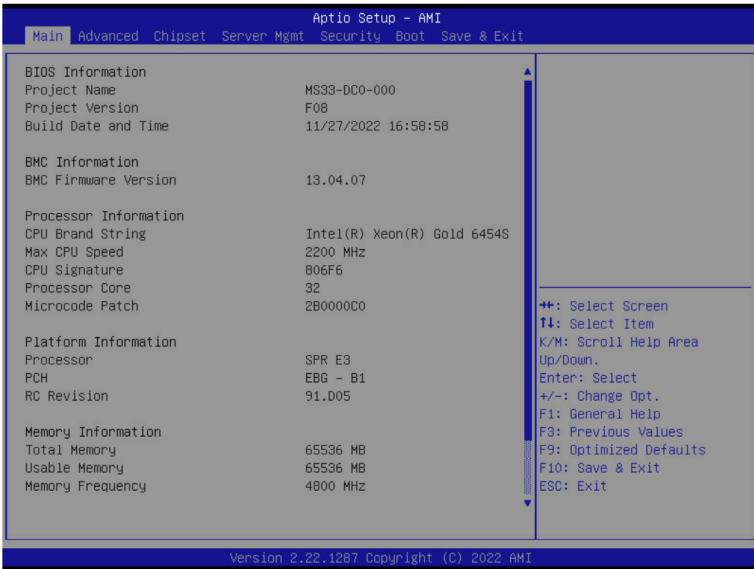 Aptio Setup – AMI
Main Advanced Chipset Server Mgmt Security Boot Save & Exit
BIOS Information
Project Name MS33-DC0-000
Project Version F08
Build Date and Time 11/27/2022 16:58:58
BMC Information
BMC Firmware Version 13.04.07
Processor Information
CPU Brand String Intel(R) Xeon(R) Gold 6454S
Max CPU Speed 2200 MHz
CPU Signature 806F6
Processor Core 32
Microcode Patch 2B0000C0
Platform Information
Processor SPR E3
PCH EBG - B1
RC Revision 91.D05
Memory Information
Total Memory 65536 MB
Usable Memory 65536 MB
Memory Frequency 4800 MHz
→←: Select Screen
↑↓: Select Item
K/M: Scroll Help Area
Up/Down.
Enter: Select
+/-: Change Opt.
F1: General Help
F3: Previous Values
F9: Optimized Defaults
F10: Save & Exit
ESC: Exit
Version 2.22.1287 Copyright (C) 2022 AMI